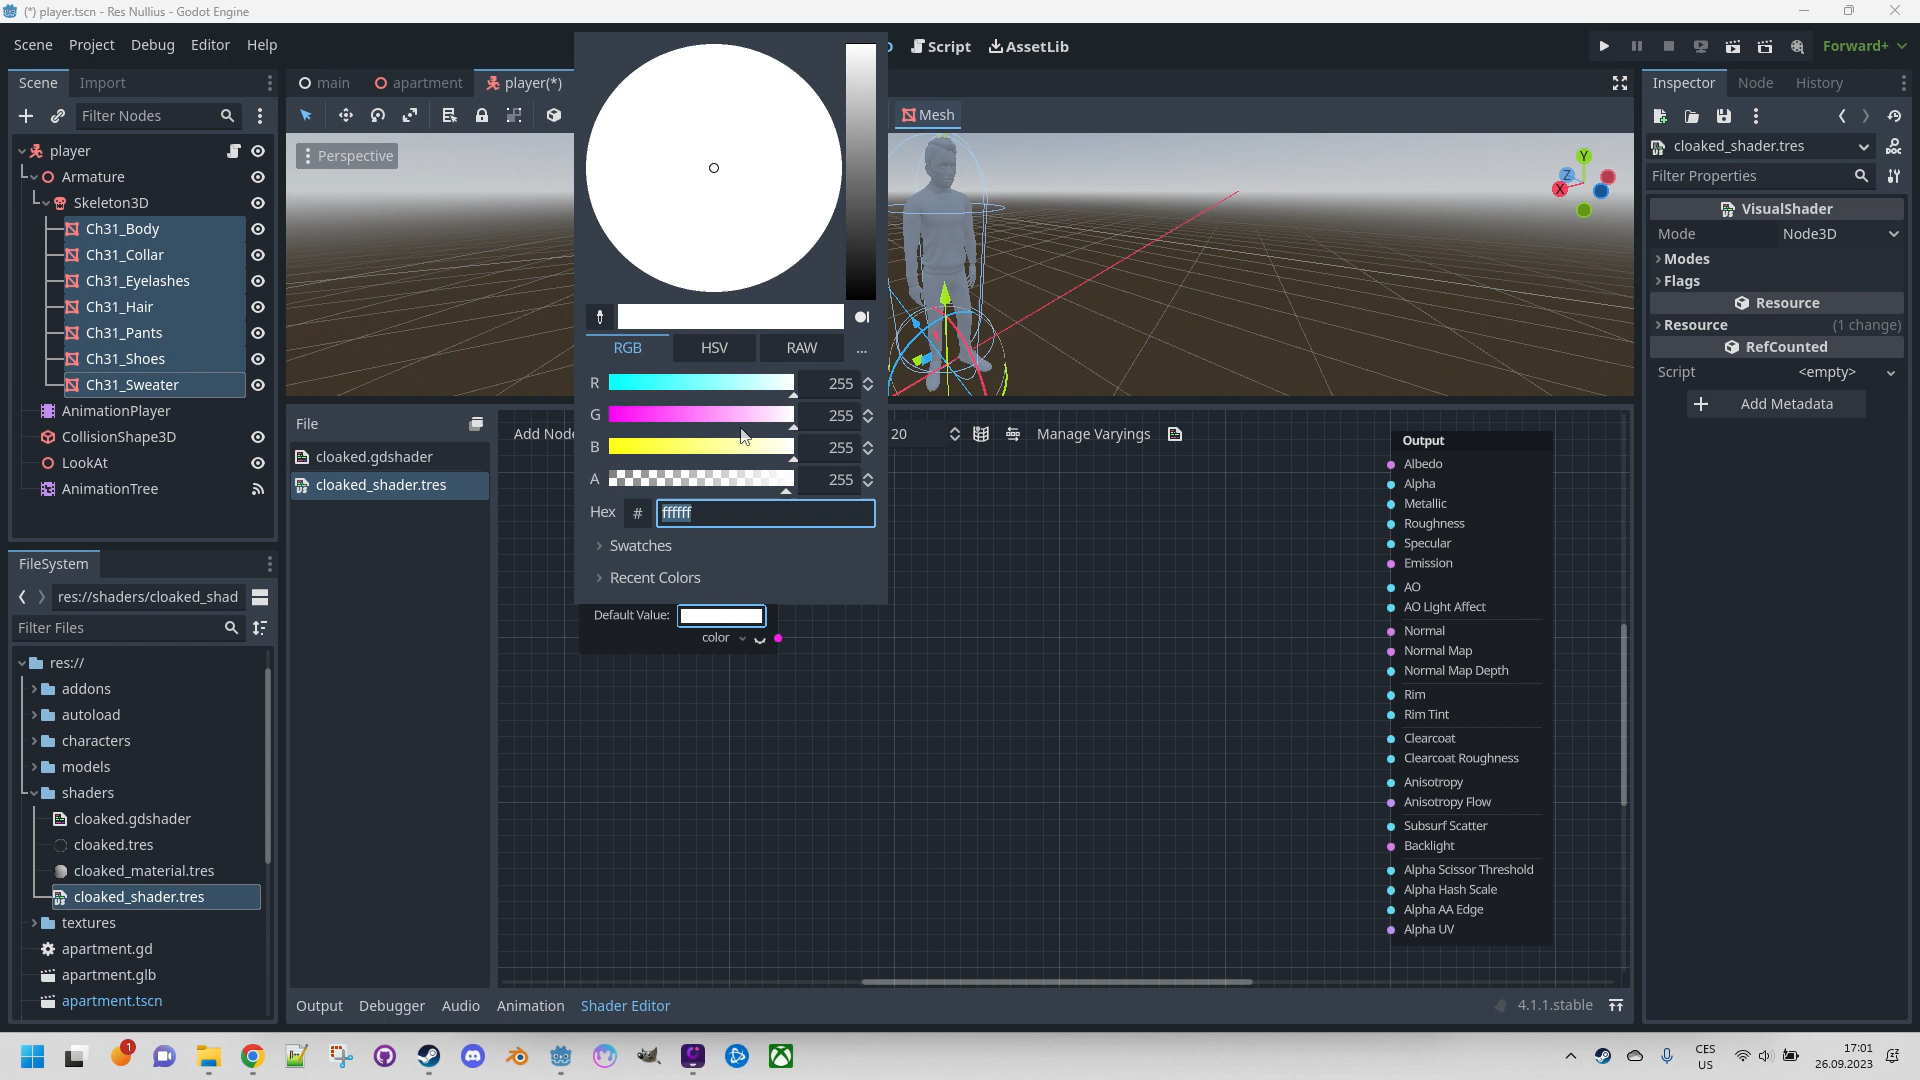 (*) player.tscn - Res Nullius - Godot Engine
Scene Project Debug Editor Help
Script AssetLib
Forward+
Scene Import
main apartment player(*)
Inspector Node History
Filter Nodes
Mesh
Perspective
Y
Z
X
player
Armature
Skeleton3D
Ch31_Body
Ch31_Collar
Ch31_Eyelashes
Ch31_Hair
Ch31_Pants
Ch31_Shoes
Ch31_Sweater
AnimationPlayer
CollisionShape3D
LookAt
AnimationTree
FileSystem
res://shaders/cloaked_shad
Filter Files
res://
addons
autoload
characters
models
shaders
cloaked.gdshader
cloaked.tres
cloaked_material.tres
cloaked_shader.tres
textures
apartment.gd
apartment.glb
apartment.tscn
File
cloaked.gdshader
cloaked_shader.tres
RGB HSV RAW ...
R 255
G 255
B 255
A 255
Hex # ffffff
Swatches
Recent Colors
Add Node
20
Manage Varyings
Default Value:
color
Output
Albedo
Alpha
Metallic
Roughness
Specular
Emission
AO
AO Light Affect
Normal
Normal Map
Normal Map Depth
Rim
Rim Tint
Clearcoat
Clearcoat Roughness
Anisotropy
Anisotropy Flow
Subsurf Scatter
Backlight
Alpha Scissor Threshold
Alpha Hash Scale
Alpha AA Edge
Alpha UV
Output Debugger Audio Animation Shader Editor
4.1.1.stable
cloaked_shader.tres
Filter Properties
VisualShader
Mode Node3D
Modes
Flags
Resource
Resource (1 change)
RefCounted
Script <empty>
Add Metadata
1
CES
US
17:01
26.09.2023